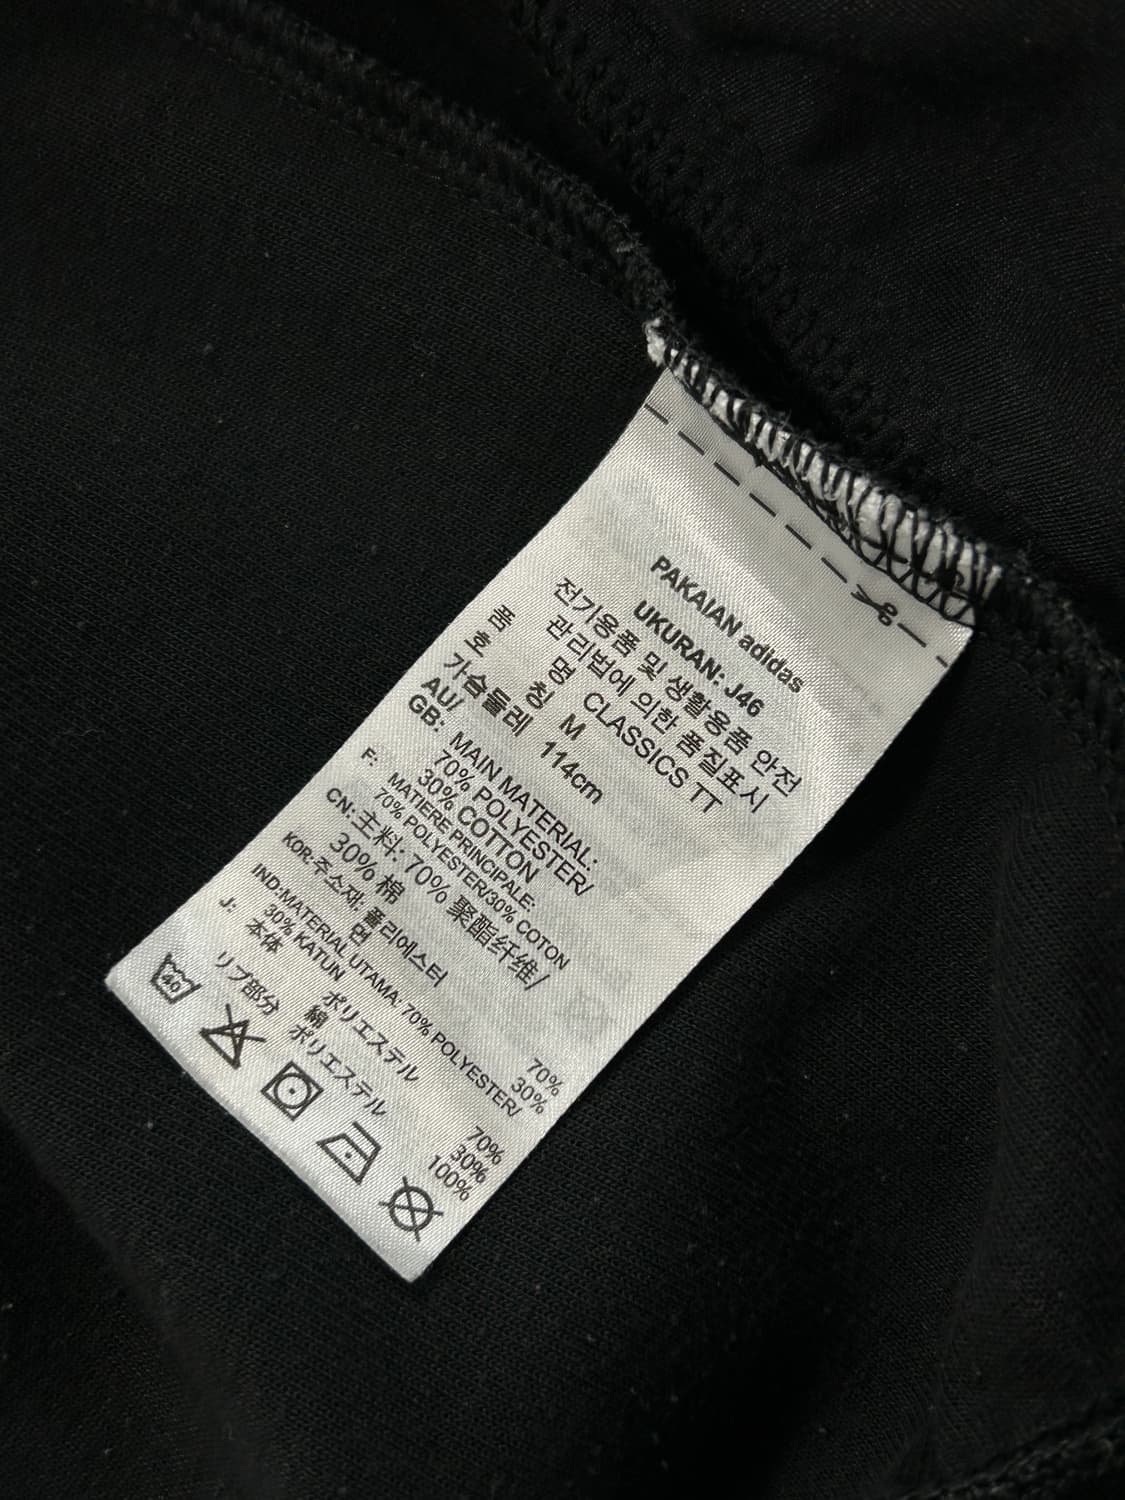 PAKAIAN adidas
UKURAN: J46
전기용품 및 생활용품 안전
관리법에 의한 품질표시
품 명 CLASSICS TT
호 칭 M
가슴둘레 114cm
AU/
GB: MAIN MATERIAL:
70% POLYESTER/
30% COTTON
F: MATIERE PRINCIPALE:
70% POLYESTER/30% COTON
CN: 主料: 70% 聚酯纤维/
30% 棉
KOR: 주소재: 폴리에스터 70%
면 30%
IND:MATERIAL UTAMA: 70% POLYESTER/
30% KATUN
J: 本体 ポリエステル 70%
綿 30%
リブ部分 ポリエステル 100%
40